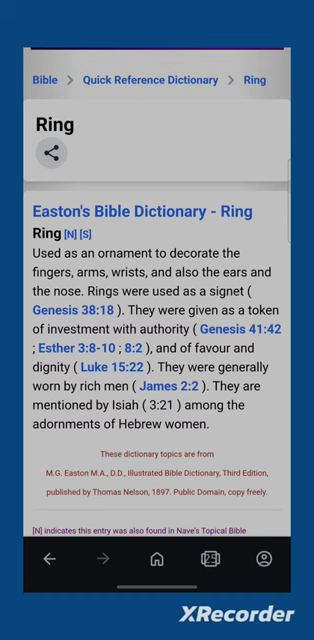 Bible > Quick Reference Dictionary > Ring
Ring
Easton's Bible Dictionary - Ring
Ring [N] [S]
Used as an ornament to decorate the
fingers, arms, wrists, and also the ears and
the nose. Rings were used as a signet (
Genesis 38:18 ). They were given as a token
of investment with authority ( Genesis 41:42
; Esther 3:8-10 ; 8:2 ), and of favour and
dignity ( Luke 15:22 ). They were generally
worn by rich men ( James 2:2 ). They are
mentioned by Isiah ( 3:21 ) among the
adornments of Hebrew women.
These dictionary topics are from
M.G. Easton M.A., D.D., Illustrated Bible Dictionary, Third Edition,
published by Thomas Nelson, 1897. Public Domain, copy freely.
[N] indicates this entry was also found in Nave's Topical Bible
25
XRecorder